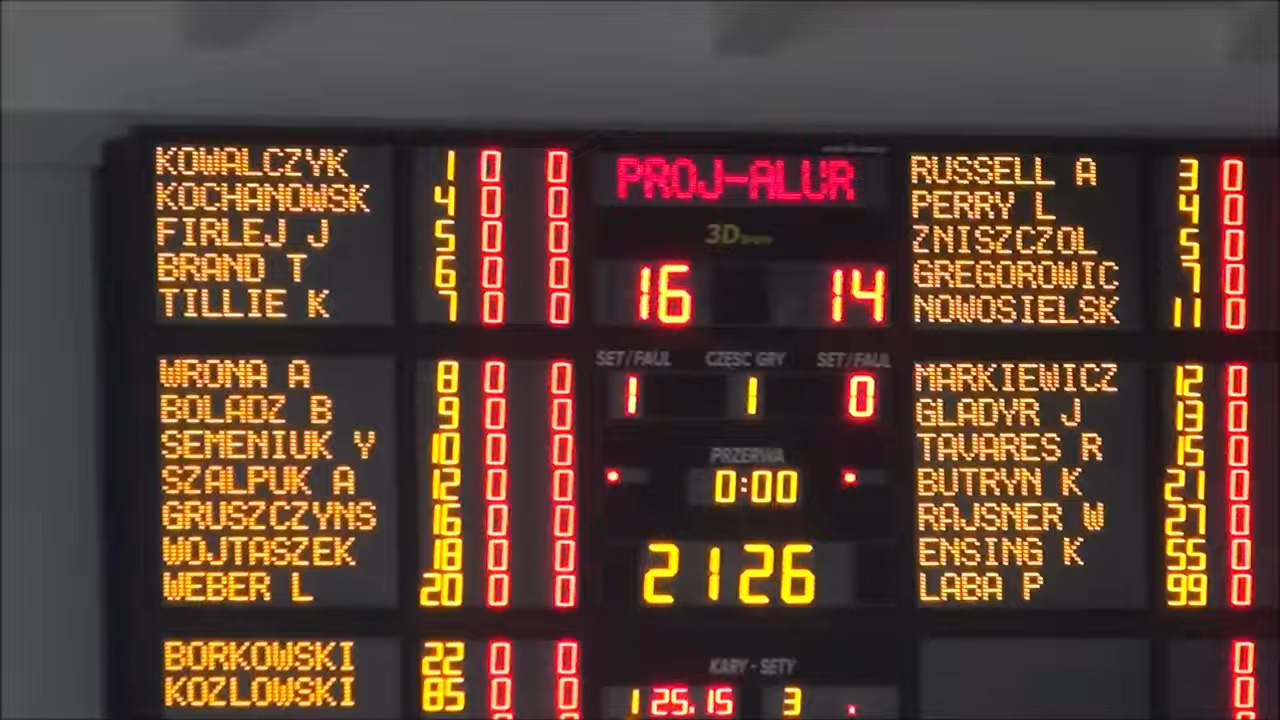 KOWALCZYK 1 0 0
KOCHANOWSK 4 0 0
FIRLEJ J 5 0 0
BRAND T 6 0 0
TILLIE K 7 0 0
WRONA A 8 0 0
BOLADZ B 9 0 0
SEMENIUK Y 10 0 0
SZALPUK A 12 0 0
GRUSZCZYNS 16 0 0
WOJTASZEK 18 0 0
WEBER L 20 0 0
BORKOWSKI 22 0 0
KOZLOWSKI 85 0 0
PROJ-ALUR
3D
16 14
SET/FAUL CZĘŚĆ GRY SET/FAUL
1 1 0
PRZERWA
0:00
2126
KARY - SETY
1 25.15 3 .
RUSSELL A 3 0
PERRY L 4 0
ZNISZCZOL 5 0
GREGOROWIC 7 0
NOWOSIELSK 11 0
MARKIEWICZ 12 0
GLADYR J 13 0
TAVARES R 15 0
BUTRYN K 21 0
RAJSNER W 27 0
ENSING K 55 0
LABA P 99 0
0
0